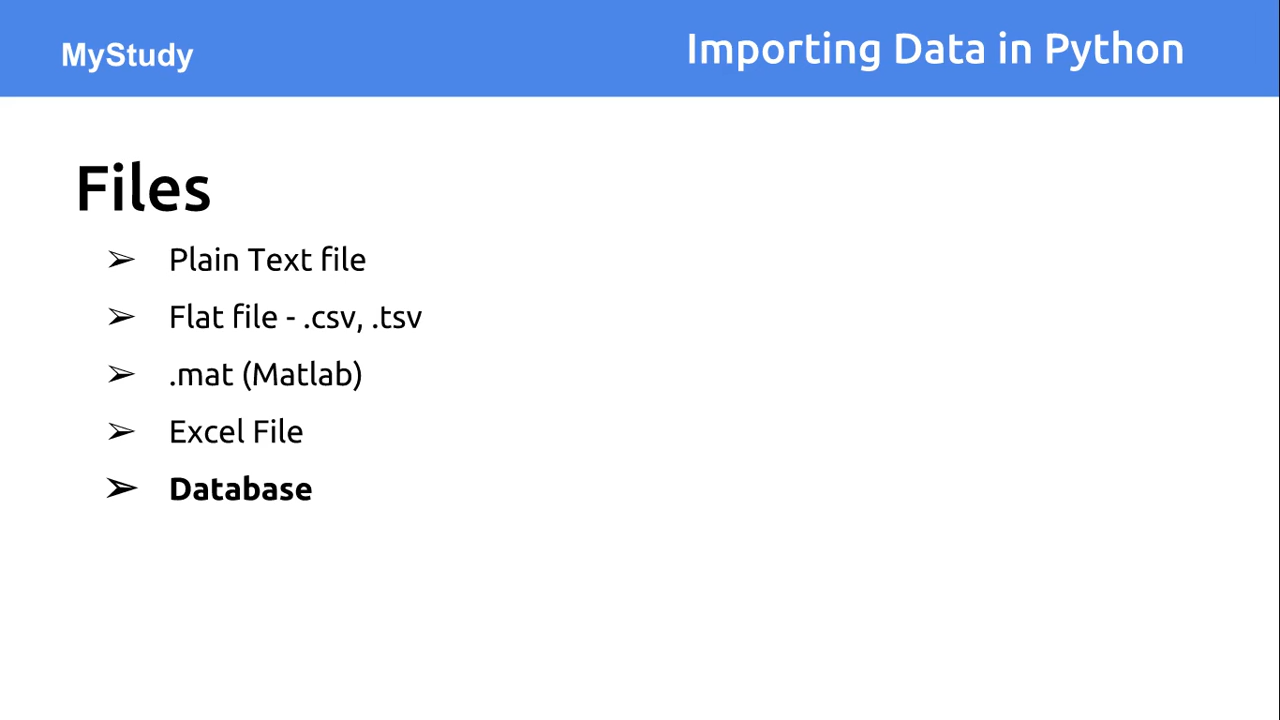 MyStudy
Importing Data in Python
Files
➢ Plain Text file
➢ Flat file - .csv, .tsv
➢ .mat (Matlab)
➢ Excel File
➢ Database